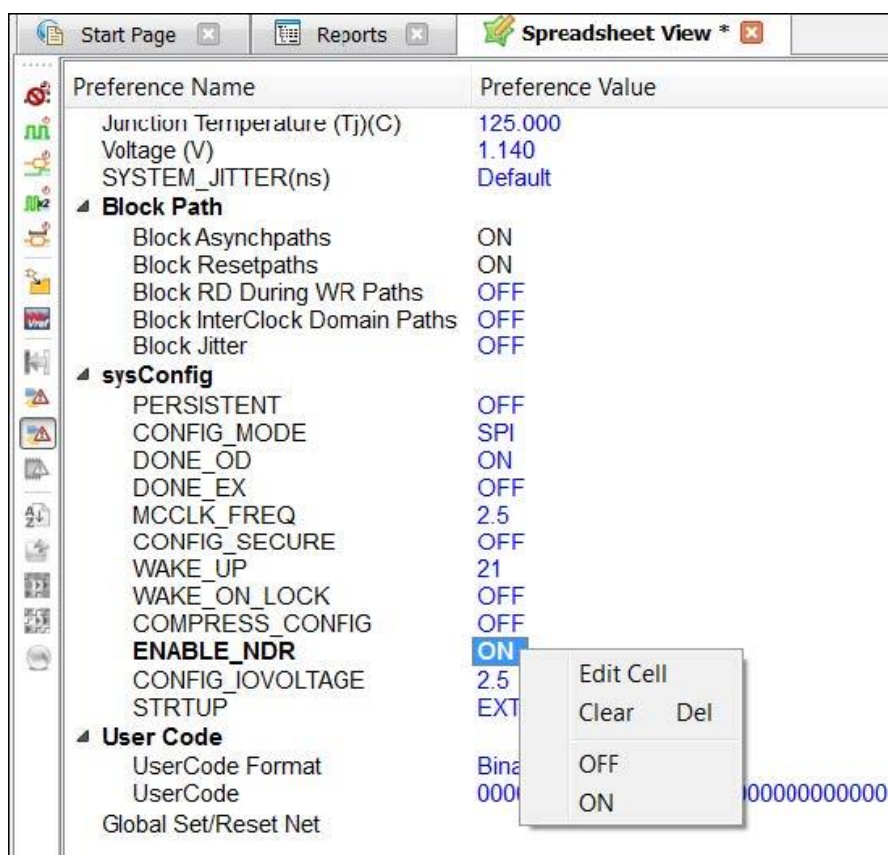 Start Page Reports Spreadsheet View *
Preference Name Preference Value
Junction Temperature (Tj)(C) 125.000
Voltage (V) 1.140
SYSTEM_JITTER(ns) Default
Block Path
Block Asynchpaths ON
Block Resetpaths ON
Block RD During WR Paths OFF
Block InterClock Domain Paths OFF
Block Jitter OFF
sysConfig
PERSISTENT OFF
CONFIG_MODE SPI
DONE_OD ON
DONE_EX OFF
MCCLK_FREQ 2.5
CONFIG_SECURE OFF
WAKE_UP 21
WAKE_ON_LOCK OFF
COMPRESS_CONFIG OFF
ENABLE_NDR ON
CONFIG_IOVOLTAGE 2.5
STRTUP EXT
User Code
UserCode Format Bina
UserCode 0000 000000000000
Global Set/Reset Net
Edit Cell
Clear Del
OFF
ON